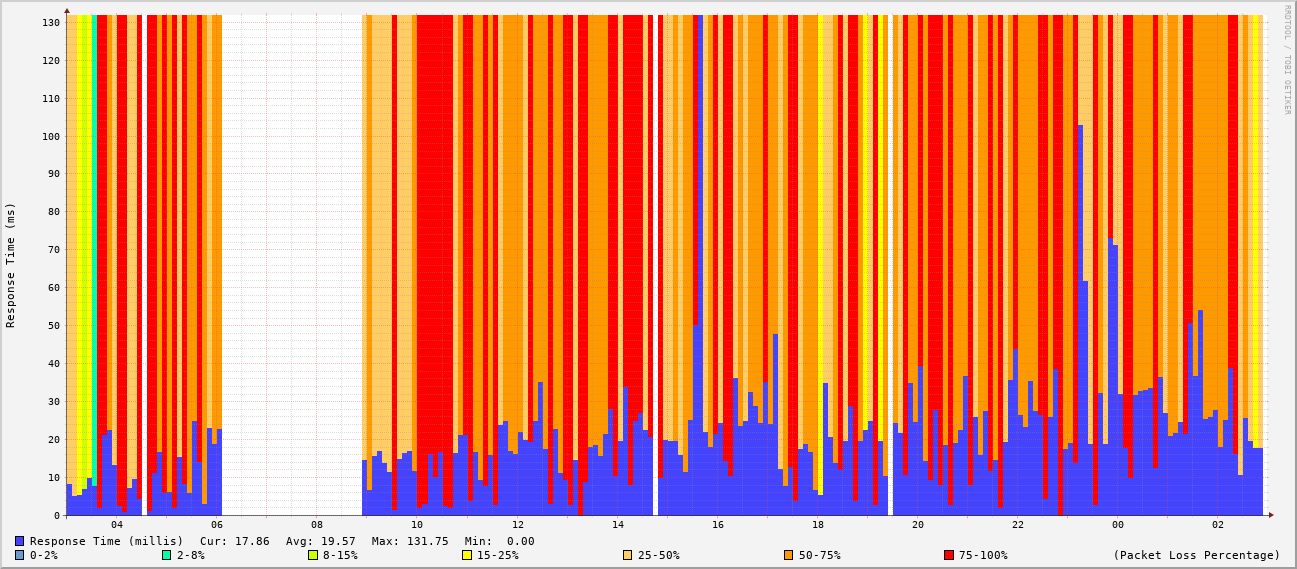 RRDTOOL / TOBI OETIKER
Response Time (ms)
130
120
110
100
90
80
70
60
50
40
30
20
10
0
04 06 08 10 12 14 16 18 20 22 00 02
Response Time (millis) Cur: 17.86 Avg: 19.57 Max: 131.75 Min: 0.00
0-2% 2-8% 8-15% 15-25% 25-50% 50-75% 75-100% (Packet Loss Percentage)